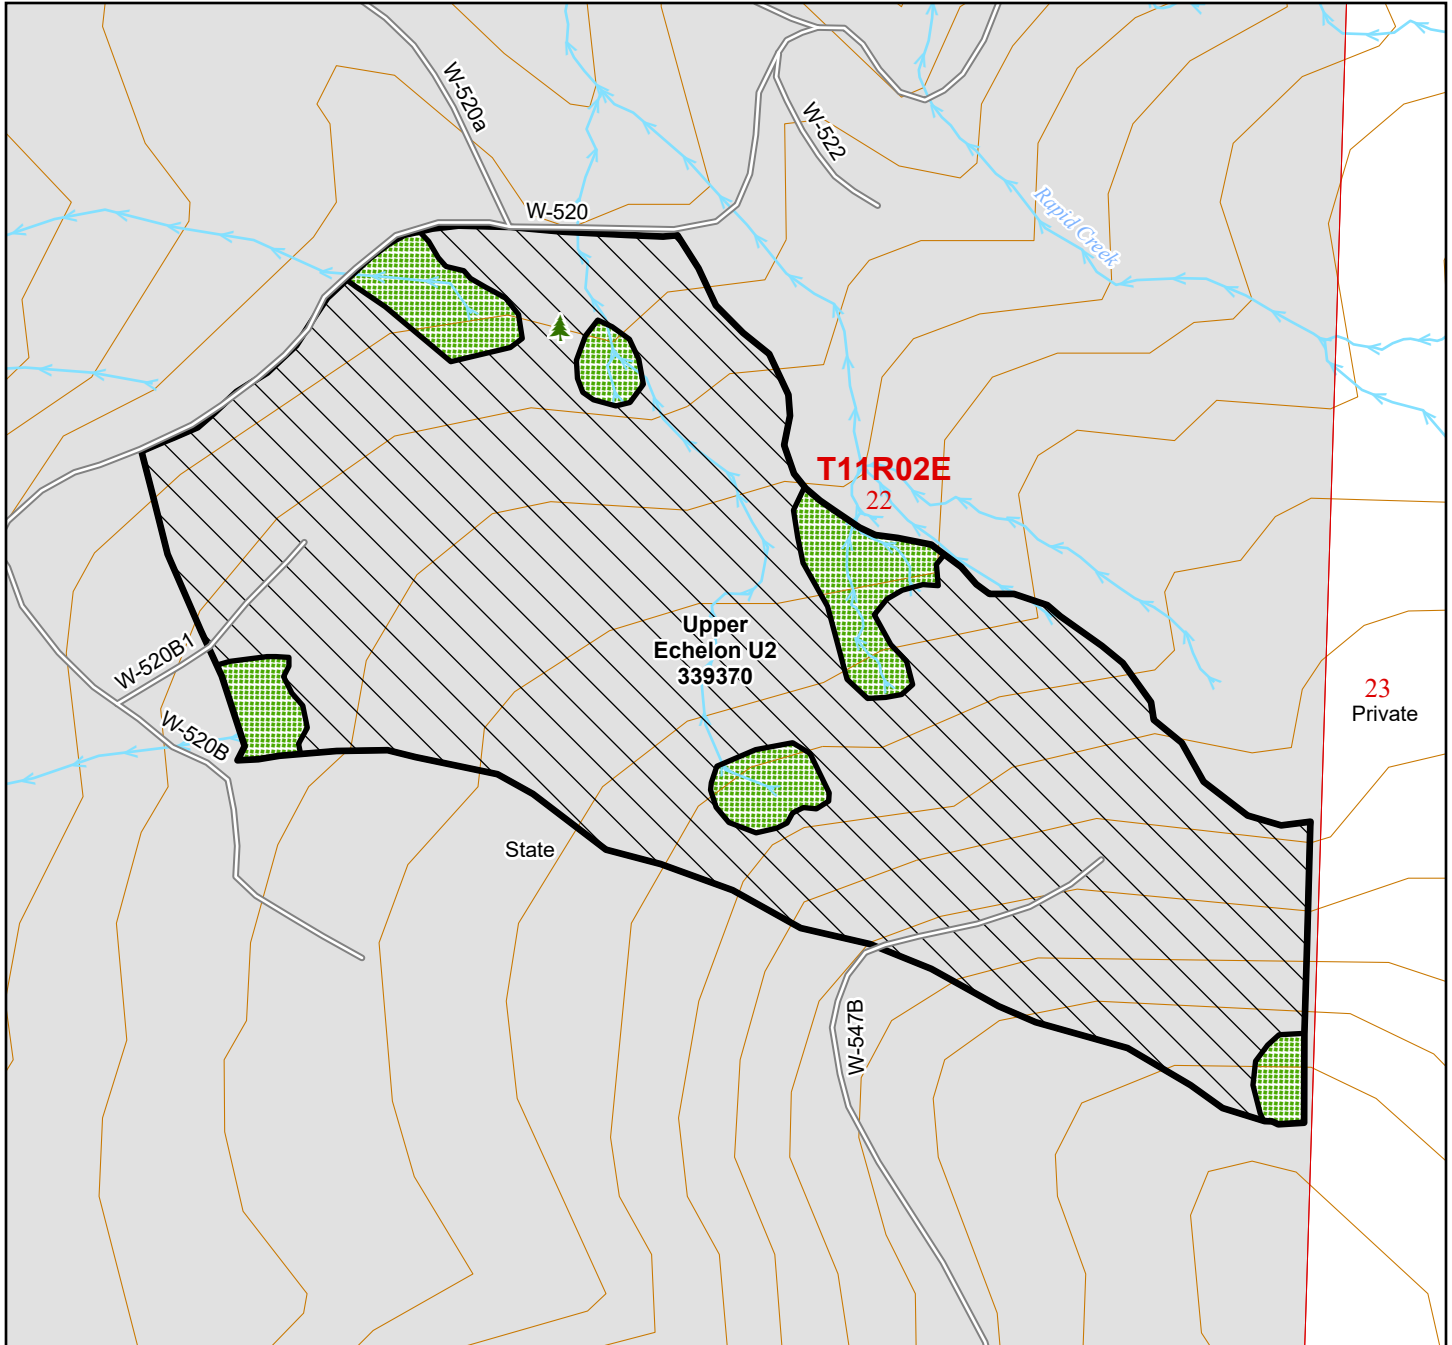 W-520a
W-522
W-520
Rapid Creek
T11R02E
22
Upper
Echelon U2
339370
W-520B1
23
Private
W-520B
State
W-547B